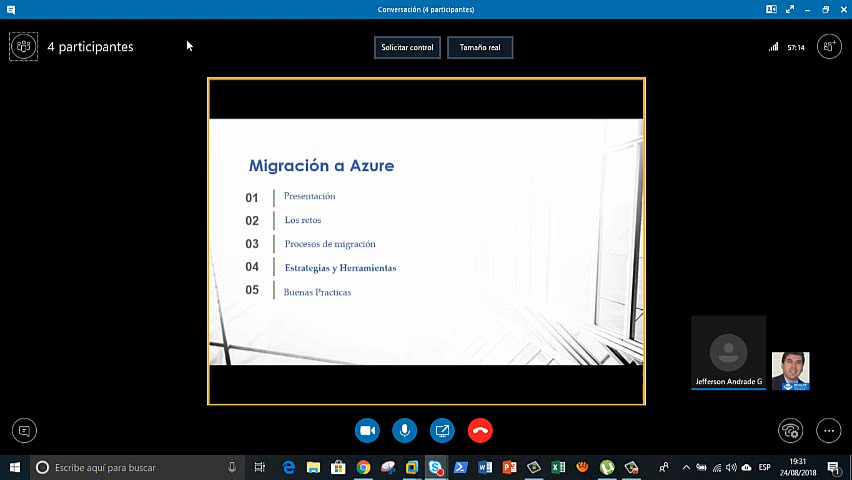 Conversación (4 participantes)
4 participantes
Solicitar control
Tamaño real
57:14
Migración a Azure
01 Presentación
02 Los retos
03 Procesos de migración
04 Estrategias y Herramientas
05 Buenas Practicas
Jefferson Andrade G
Escribe aquí para buscar
ESP
19:31
24/08/2018